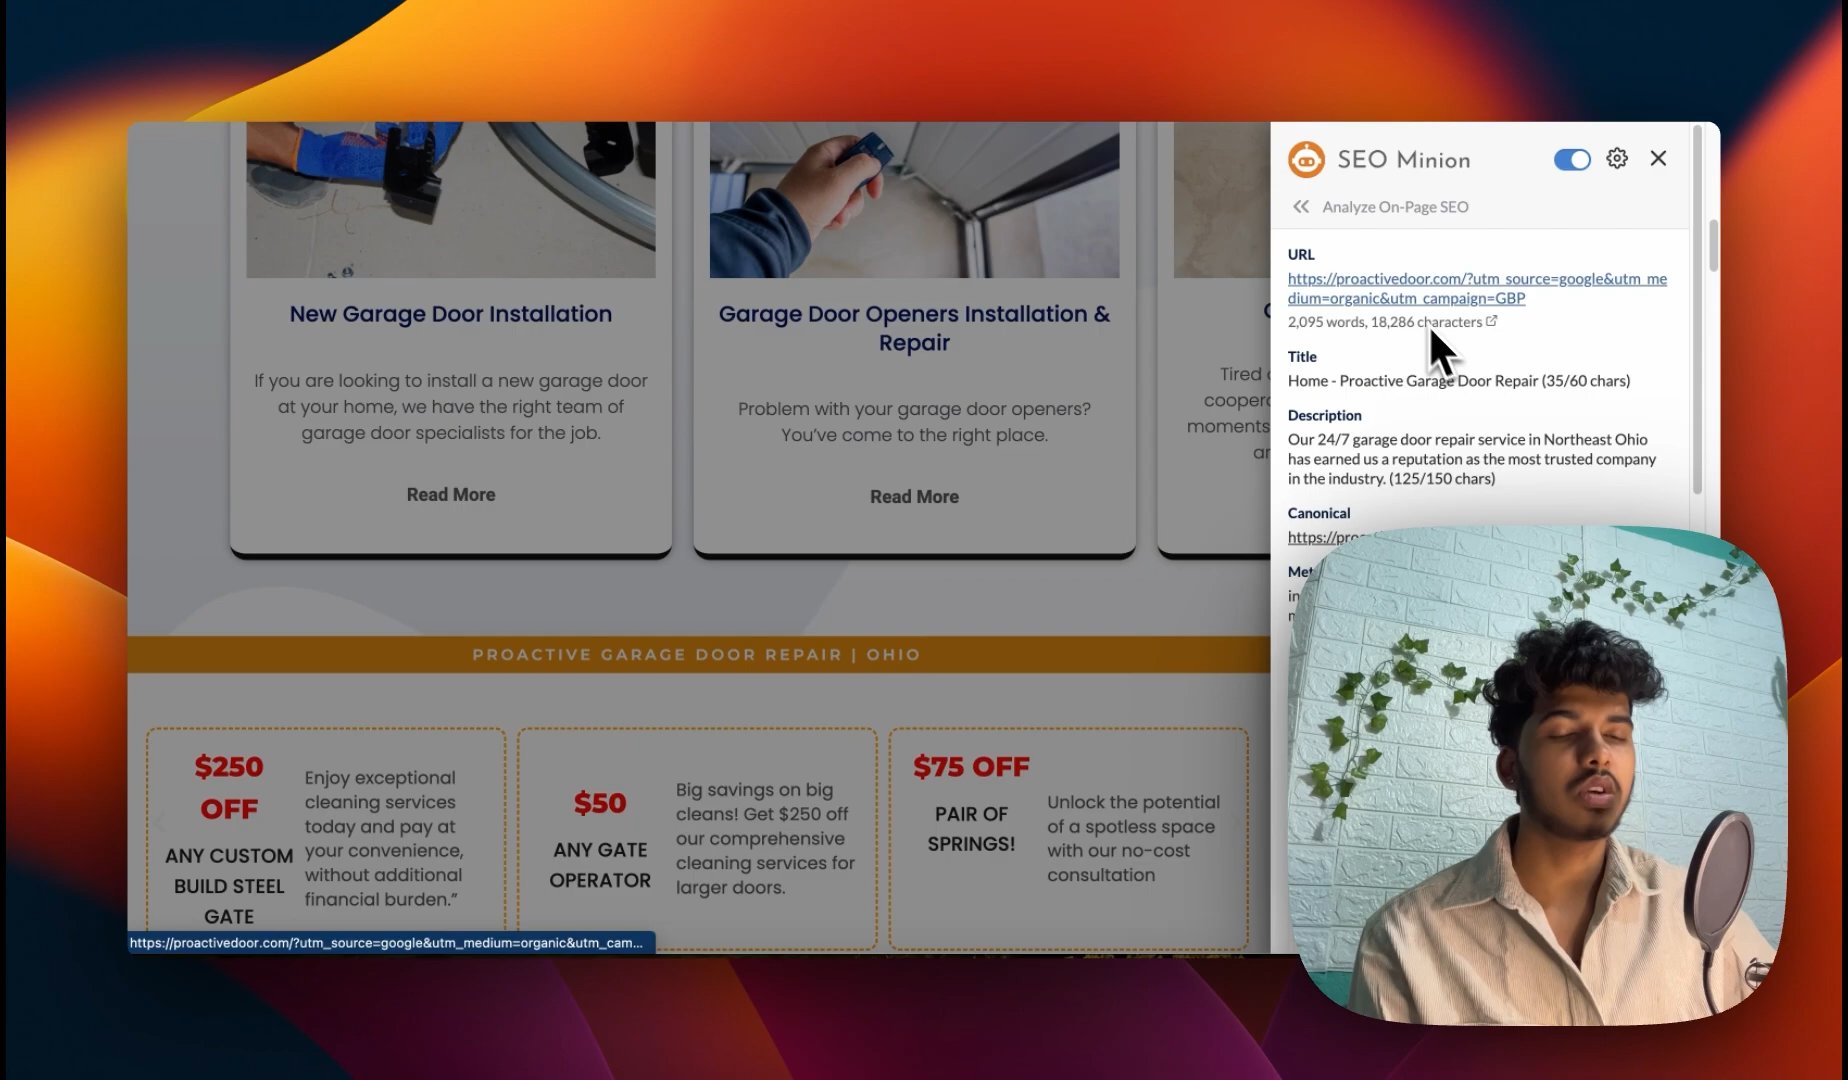 New Garage Door Installation
If you are looking to install a new garage door
at your home, we have the right team of
garage door specialists for the job.
Read More
Garage Door Openers Installation &
Repair
Problem with your garage door openers?
You've come to the right place.
Read More
Tired
moments
PROACTIVE GARAGE DOOR REPAIR | OHIO
$250
OFF
ANY CUSTOM
BUILD STEEL
GATE
Enjoy exceptional
cleaning services
today and pay at
your convenience,
without additional
financial burden.”
$50
ANY GATE
OPERATOR
Big savings on big
cleans! Get $250 off
our comprehensive
cleaning services for
larger doors.
$75 OFF
PAIR OF
SPRINGS!
Unlock the potential
of a spotless space
with our no-cost
consultation
https://proactivedoor.com/?utm_source=google&utm_medium=organic&utm_cam...
SEO Minion
Analyze On-Page SEO
URL
https://proactivedoor.com/?utm_source=google&utm_me
dium=organic&utm_campaign=GBP
2,095 words, 18,286 characters
Title
Home - Proactive Garage Door Repair (35/60 chars)
Description
Our 24/7 garage door repair service in Northeast Ohio
has earned us a reputation as the most trusted company
in the industry. (125/150 chars)
Canonical
https://pro
Met